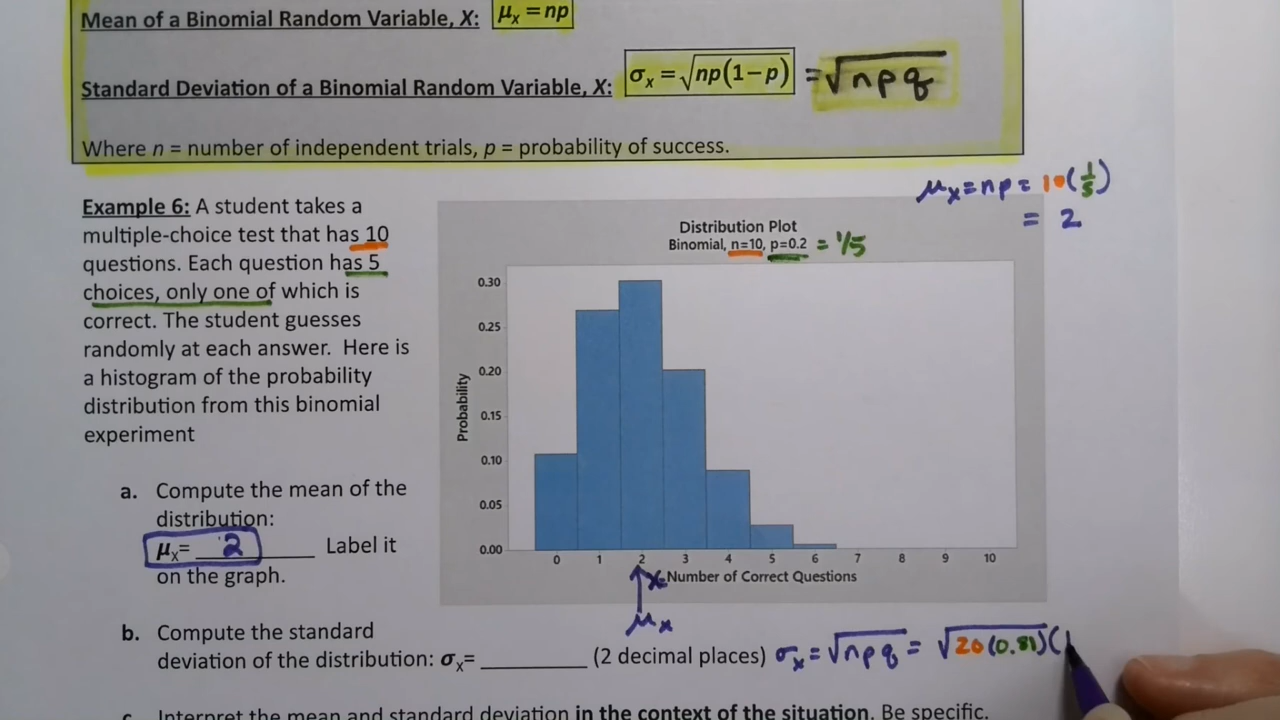 Mean of a Binomial Random Variable, X: μx = np
Standard Deviation of a Binomial Random Variable, X: σx = √np(1−p) = √npq
Where n = number of independent trials, p = probability of success.
μx = np = 10(1/5)
= 2
Example 6: A student takes a
multiple-choice test that has 10
questions. Each question has 5
choices, only one of which is
correct. The student guesses
randomly at each answer. Here is
a histogram of the probability
distribution from this binomial
experiment
Distribution Plot
Binomial, n=10, p=0.2 = 1/5
Probability
0.30
0.25
0.20
0.15
0.10
0.05
0.00
0 1 2 3 4 5 6 7 8 9 10
X= Number of Correct Questions
μx
a. Compute the mean of the
distribution:
μx= 2 Label it
on the graph.
b. Compute the standard
deviation of the distribution: σx= ________ (2 decimal places) σx = √npq = √20(0.81)(
c. Interpret the mean and standard deviation in the context of the situation. Be specific.